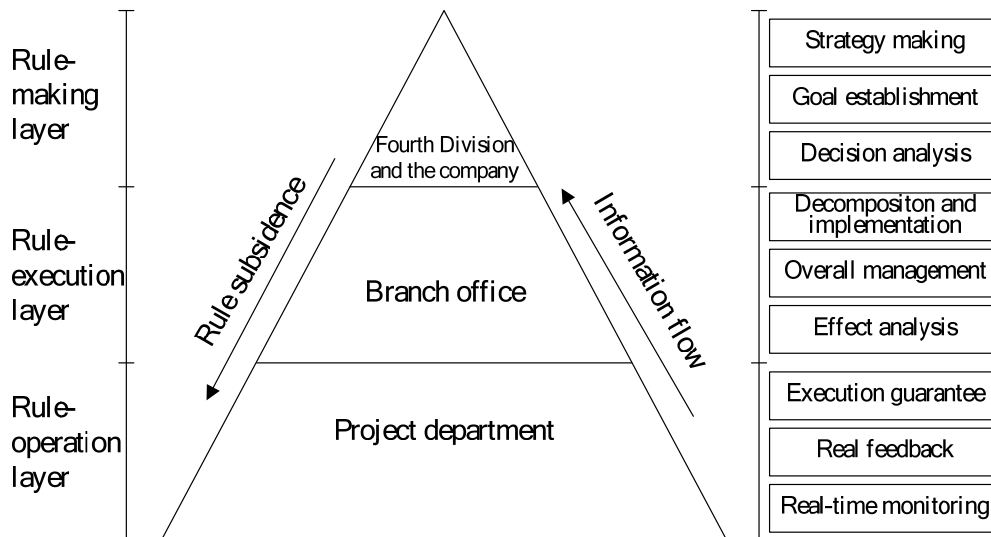 Rule-
making
layer
Fourth Division
and the company
Strategy making
Goal establishment
Decision analysis
Rule subsidence
Information flow
Rule-
execution
layer
Branch office
Decompositon and
implementation
Overall management
Effect analysis
Rule-
operation
layer
Project department
Execution guarantee
Real feedback
Real-time monitoring